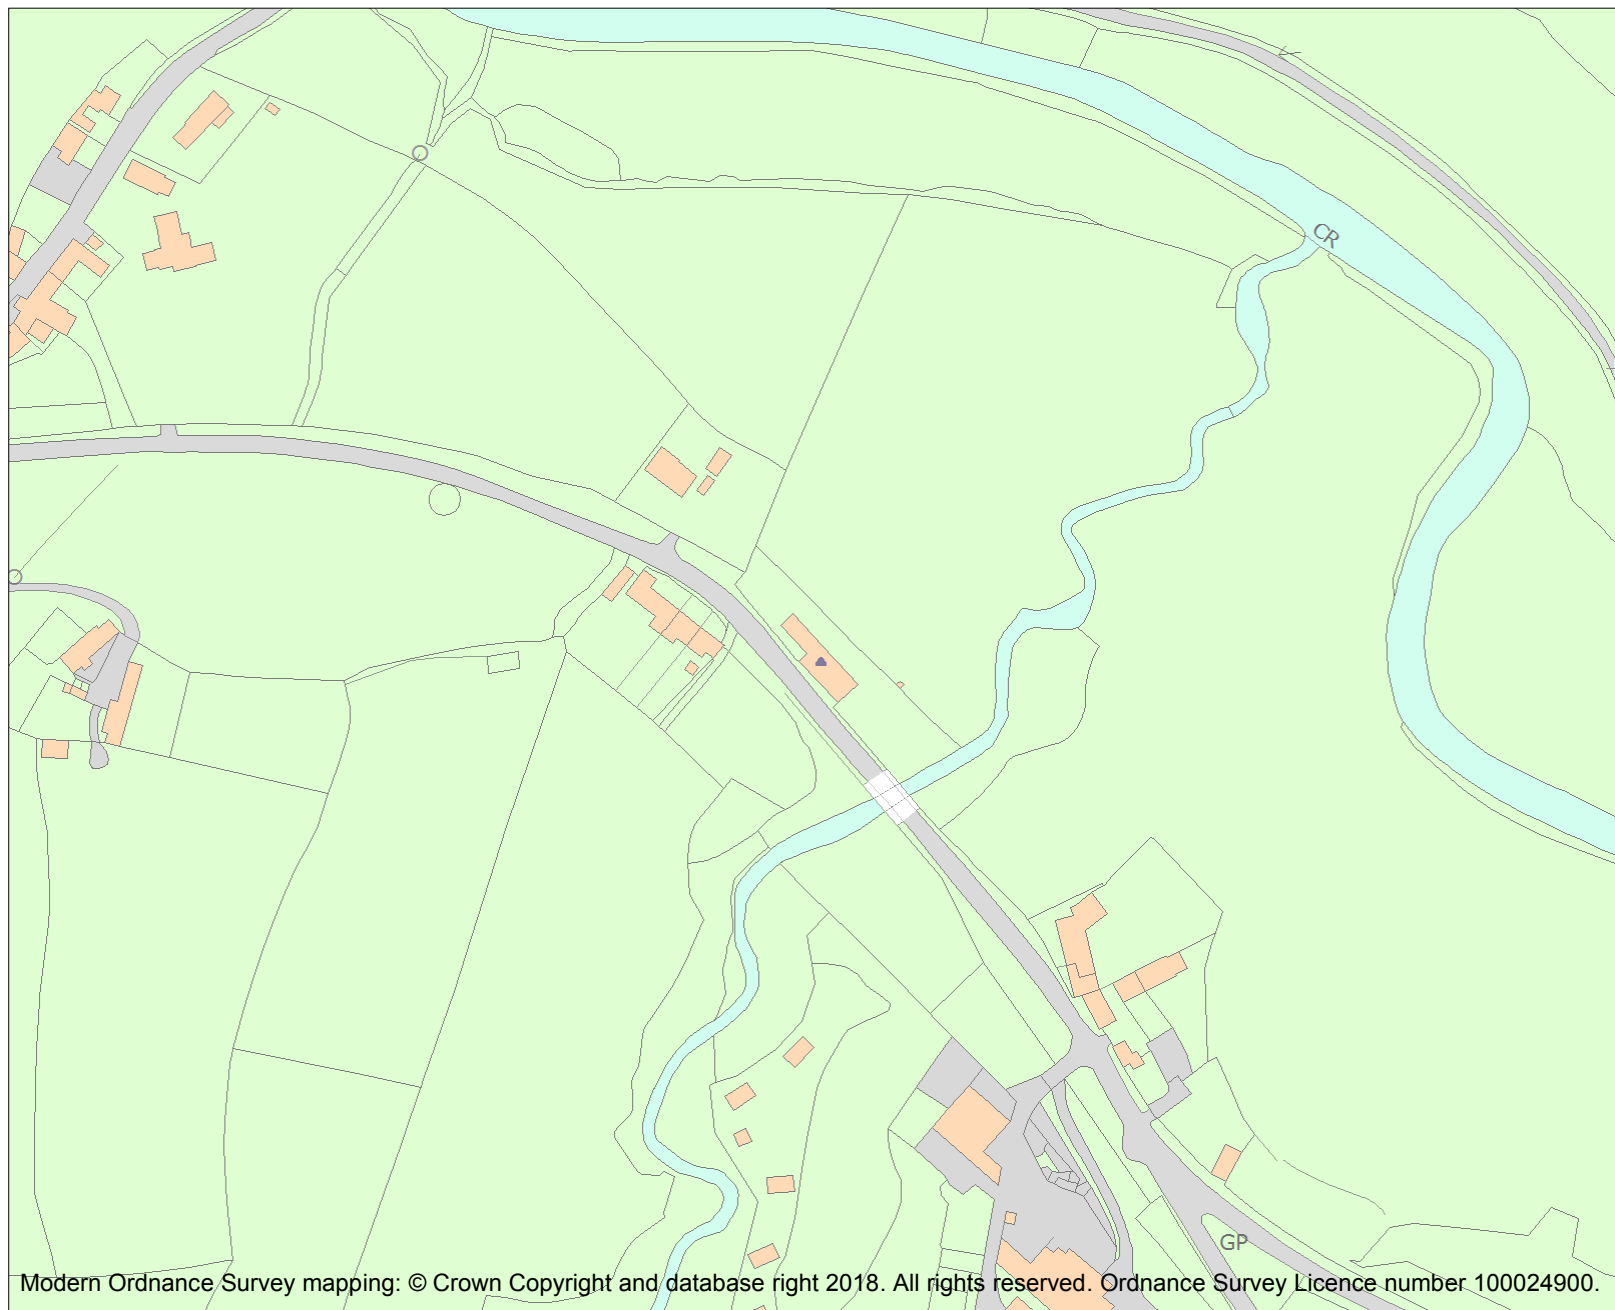 CR
GP
Modern Ordnance Survey mapping: © Crown Copyright and database right 2018. All rights reserved. Ordnance Survey Licence number 100024900.